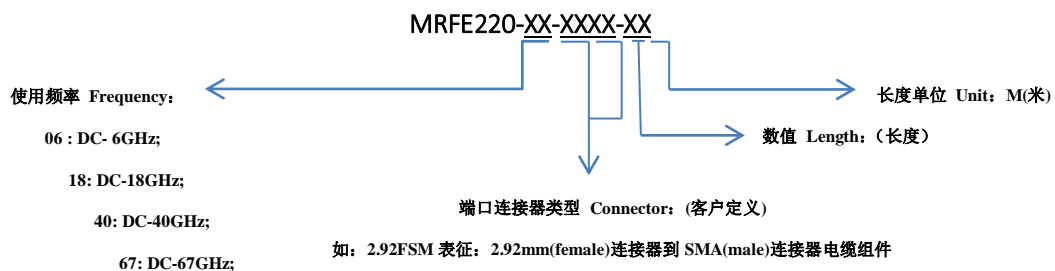 MRFE220-XX-XXXX-XX
使用频率 Frequency：
长度单位 Unit：M(米)
06 : DC- 6GHz;
数值 Length：（长度）
18: DC-18GHz;
端口连接器类型 Connector：(客户定义)
40: DC-40GHz;
如：2.92FSM 表征：2.92mm(female)连接器到 SMA(male)连接器电缆组件
67: DC-67GHz;